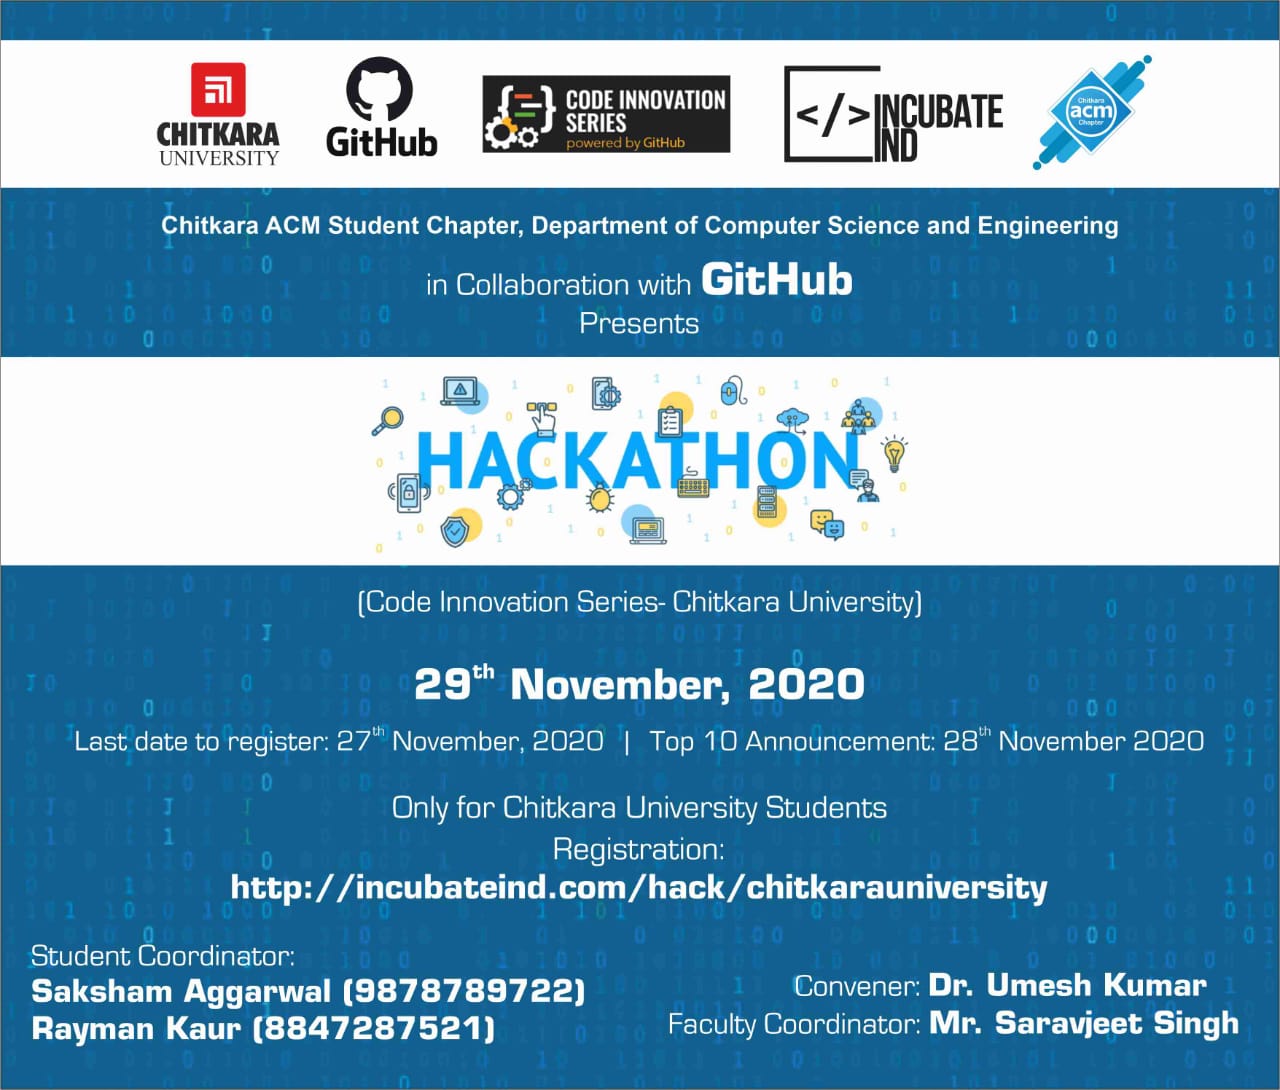 CHITKARA
UNIVERSITY
GitHub
CODE INNOVATION
SERIES
powered by GitHub
</>INCUBATE
IND
Chitkara
acm
Chapter
Chitkara ACM Student Chapter, Department of Computer Science and Engineering
in Collaboration with GitHub
Presents
HACKATHON
(Code Innovation Series- Chitkara University)
29th November, 2020
Last date to register: 27th November, 2020 | Top 10 Announcement: 28th November 2020
Only for Chitkara University Students
Registration:
http://incubateind.com/hack/chitkarauniversity
Student Coordinator:
Saksham Aggarwal (9878789722)
Rayman Kaur (8847287521)
Convener: Dr. Umesh Kumar
Faculty Coordinator: Mr. Saravjeet Singh